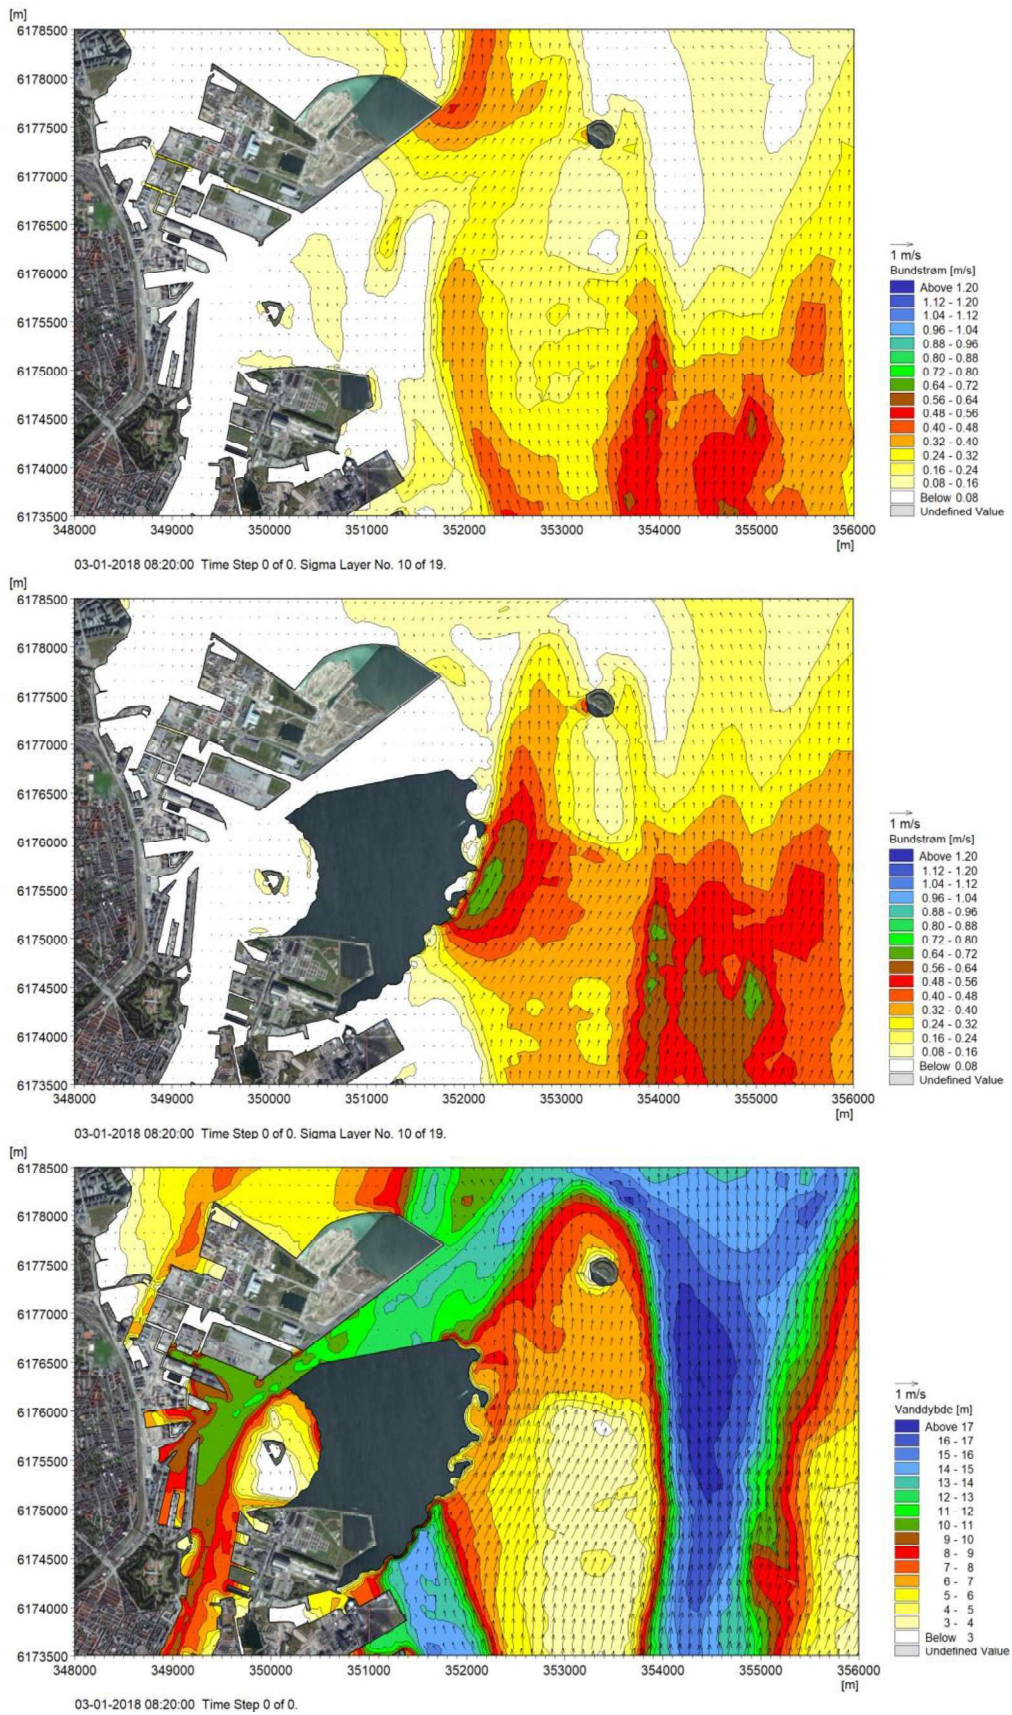 [m]
6178500
6178000
6177500
6177000
6176500
6176000
6175500
6175000
6174500
6174000
6173500
348000 349000 350000 351000 352000 353000 354000 355000 356000
[m]
1 m/s
Bundstrøm [m/s]
Above 1.20
1.12 - 1.20
1.04 - 1.12
0.96 - 1.04
0.88 - 0.96
0.80 - 0.88
0.72 - 0.80
0.64 - 0.72
0.56 - 0.64
0.48 - 0.56
0.40 - 0.48
0.32 - 0.40
0.24 - 0.32
0.16 - 0.24
0.08 - 0.16
Below 0.08
Undefined Value
03-01-2018 08:20:00 Time Step 0 of 0. Sigma Layer No. 10 of 19.
[m]
6178500
6178000
6177500
6177000
6176500
6176000
6175500
6175000
6174500
6174000
6173500
348000 349000 350000 351000 352000 353000 354000 355000 356000
[m]
1 m/s
Bundstrøm [m/s]
Above 1.20
1.12 - 1.20
1.04 - 1.12
0.96 - 1.04
0.88 - 0.96
0.80 - 0.88
0.72 - 0.80
0.64 - 0.72
0.56 - 0.64
0.48 - 0.56
0.40 - 0.48
0.32 - 0.40
0.24 - 0.32
0.16 - 0.24
0.08 - 0.16
Below 0.08
Undefined Value
03-01-2018 08:20:00 Time Step 0 of 0. Sigma Layer No. 10 of 19.
[m]
6178500
6178000
6177500
6177000
6176500
6176000
6175500
6175000
6174500
6174000
6173500
348000 349000 350000 351000 352000 353000 354000 355000 356000
[m]
1 m/s
Vanddybde [m]
Above 17
16 - 17
15 - 16
14 - 15
13 - 14
12 - 13
11 - 12
10 - 11
9 - 10
8 - 9
7 - 8
6 - 7
5 - 6
4 - 5
3 - 4
Below 3
Undefined Value
03-01-2018 08:20:00 Time Step 0 of 0.